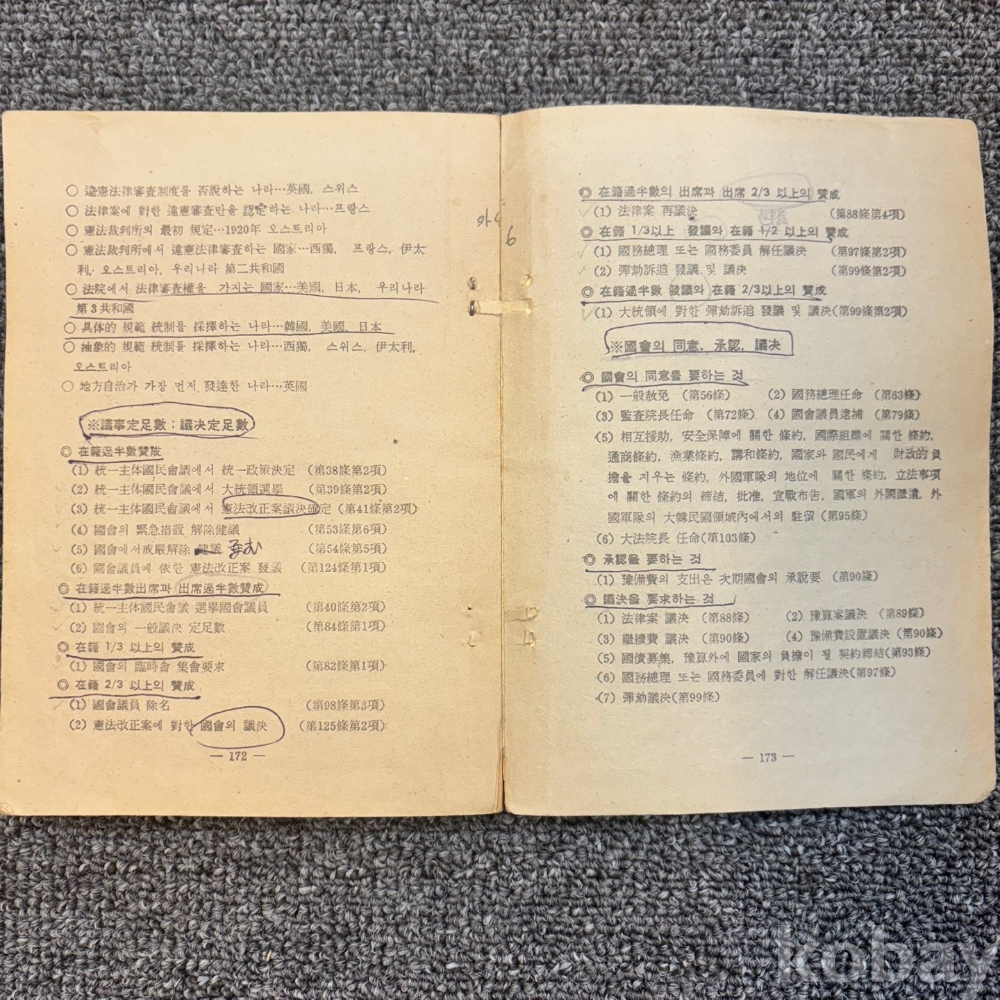 ○ 違憲法律審査制度를 否認하는 나라…英國, 스위스
○ 法律案에 對한 違憲審査만을 認定하는 나라…프랑스
○ 憲法裁判所의 最初 規定…1920年 오스트리아
○ 憲法裁判所에서 違憲法律審査하는 國家…西獨, 프랑스, 伊太
利, 오스트리아, 우리나라 第二共和國
○ 法院에서 法律審査權을 가지는 國家…美國, 日本, 우리나라
第3共和國
○ 具体的 規範 統制를 採擇하는 나라…韓國, 美國, 日本
○ 抽象的 規範 統制를 採擇하는 나라…西獨, 스위스, 伊太利,
오스트리아
○ 地方自治가 가장 먼저 發達한 나라…英國
※議事定足數 : 議決定足數
◎ 在籍過半數贊成
(1) 統一主体國民會議에서 統一政策決定 (第38條第2項)
(2) 統一主体國民會議에서 大統領選擧 (第39條第2項)
(3) 統一主体國民會議에서 憲法改正案議決確定 (第41條第2項)
(4) 國會의 緊急措置 解除健議 (第53條第6項)
(5) 國會에서 戒嚴解除 健議 (第54條第5項)
(6) 國會議員에 依한 憲法改正案 發議 (第124條第1項)
◎ 在籍過半數出席과 出席過半數贊成
(1) 統一主体國民會議 選擧國會議員 (第40條第2項)
(2) 國會의 一般議決 定足數 (第84條第1項)
◎ 在籍 1/3 以上의 贊成
(1) 國會의 臨時會 集會要求 (第82條第1項)
◎ 在籍 2/3 以上의 贊成
(1) 國會議員 除名 (第98條第3項)
(2) 憲法改正案에 對한 國會의 議決 (第125條第2項)
— 172 —
6
◎ 在籍過半數의 出席과 出席 2/3 以上의 贊成
(1) 法律案 再議決 (第88條第4項)
◎ 在籍 1/3以上 發議와 在籍 1/2 以上의 贊成
(1) 國務總理 또는 國務委員 解任議決 (第97條第2項)
(2) 彈劾訴追 發議 및 議決 (第99條第2項)
◎ 在籍過半數 發議와 在籍 2/3以上의 贊成
(1) 大統領에 對한 彈劾訴追 發議 및 議決(第99條第2項)
※國會의 同意, 承認, 議決
◎ 國會의 同意를 要하는 것
(1) 一般赦免 (第56條) (2) 國務總理任命 (第63條)
(3) 監査院長任命 (第72條) (4) 國會議員逮捕 (第79條)
(5) 相互援助, 安全保障에 關한 條約, 國際組織에 關한 條約,
通商條約, 漁業條約, 講和條約, 國家와 國民에게 財政的 負
擔을 지우는 條約, 外國軍隊의 地位에 關한 條約, 立法事項
에 關한 條約의 締結, 批准, 宣戰布告, 國軍의 外國派遣, 外
國軍隊의 大韓民國領域內에서의 駐留 (第95條)
(6) 大法院長 任命(第103條)
◎ 承認을 要하는 것
(1) 豫備費의 支出은 次期國會의 承認要 (第90條)
◎ 議決을 要求하는 것
(1) 法律案 議決 (第88條) (2) 豫算案議決 (第89條)
(3) 繼續費 議決 (第90條) (4) 豫備費設置議決 (第90條)
(5) 國債募集, 豫算外에 國家의 負擔이 될 契約締結(第93條)
(6) 國務總理 또는 國務委員에 對한 解任議決(第97條)
(7) 彈劾議決(第99條)
— 173 —
kobay